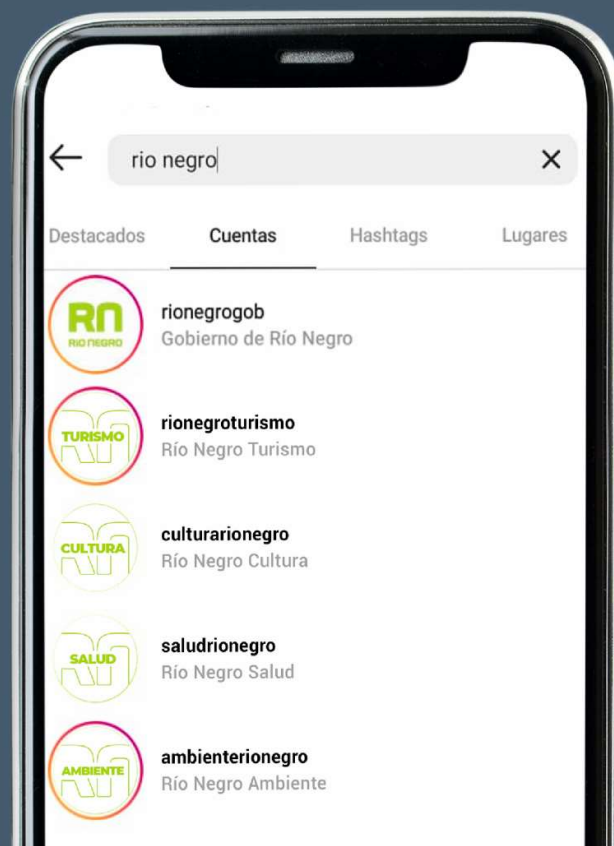 rio negro
Destacados Cuentas Hashtags Lugares
RN
RIO NEGRO
rionegrogob
Gobierno de Río Negro
TURISMO
rionegroturismo
Río Negro Turismo
CULTURA
culturarionegro
Río Negro Cultura
SALUD
saludrionegro
Río Negro Salud
AMBIENTE
ambienterionegro
Río Negro Ambiente